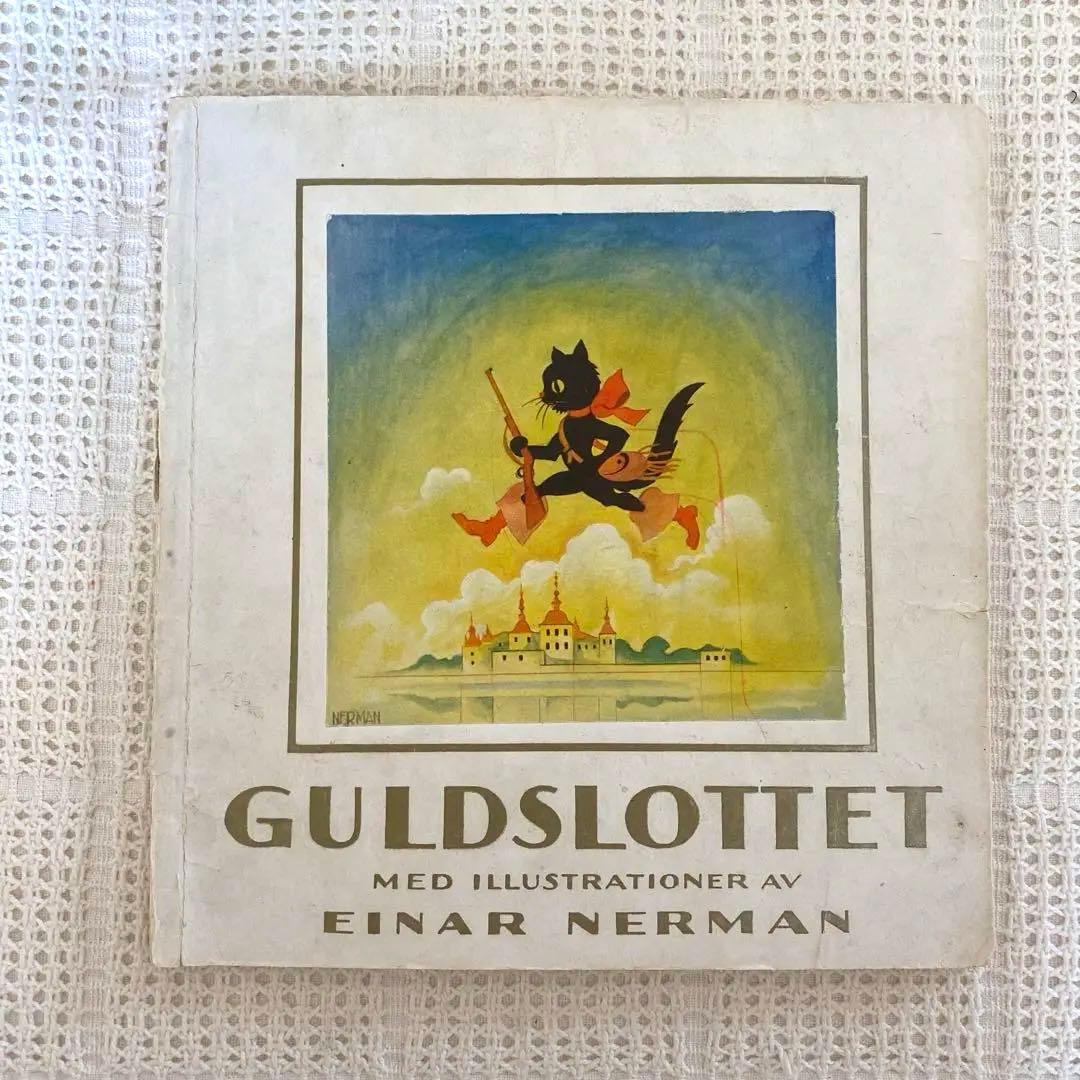 NERMAN
GULDSLOTTET
MED ILLUSTRATIONER AV
EINAR NERMAN